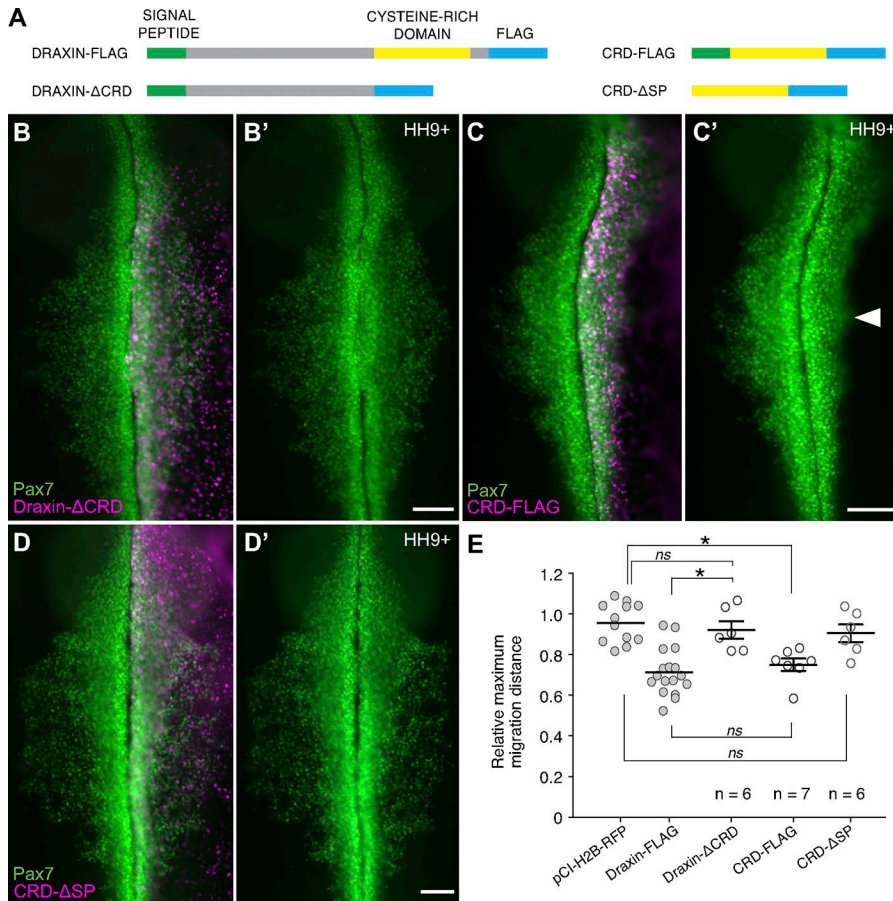 A
SIGNAL PEPTIDE
CYSTEINE-RICH DOMAIN
FLAG
DRAXIN-FLAG
DRAXIN-ΔCRD
CRD-FLAG
CRD-ΔSP
B
B’ HH9+
C
C’ HH9+
Pax7
Draxin-ΔCRD
Pax7
CRD-FLAG
D
D’ HH9+
Pax7
CRD-ΔSP
E
*
ns
*
1.2
1.0
0.8
0.6
0.4
0.2
0
Relative maximum
migration distance
ns
ns
n = 6 n = 7 n = 6
pCI-H2B-RFP
Draxin-FLAG
Draxin-ΔCRD
CRD-FLAG
CRD-ΔSP